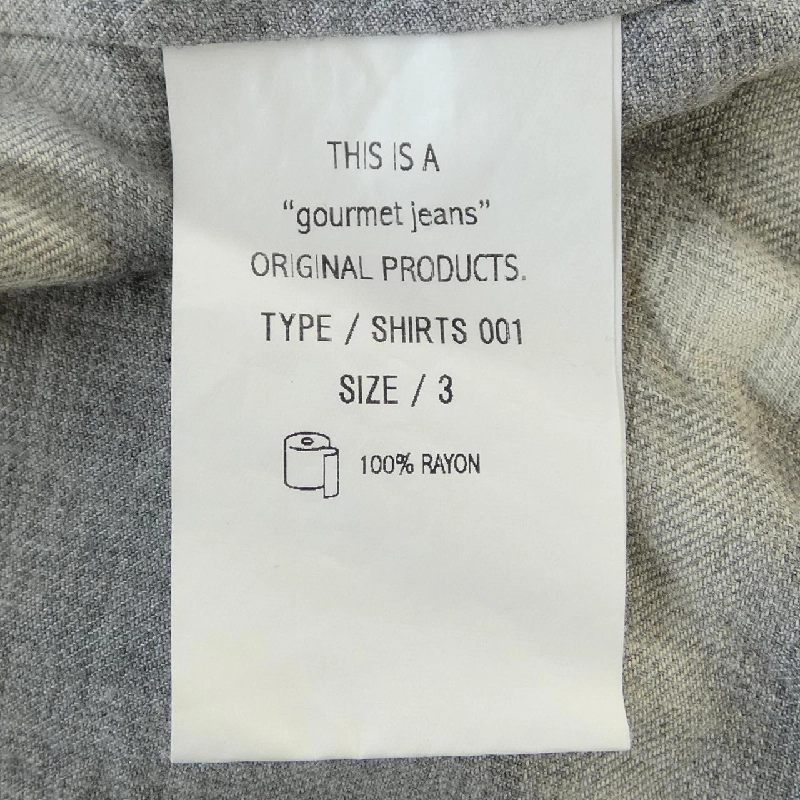 THIS IS A
“gourmet jeans”
ORIGINAL PRODUCTS.
TYPE / SHIRTS 001
SIZE / 3
100% RAYON